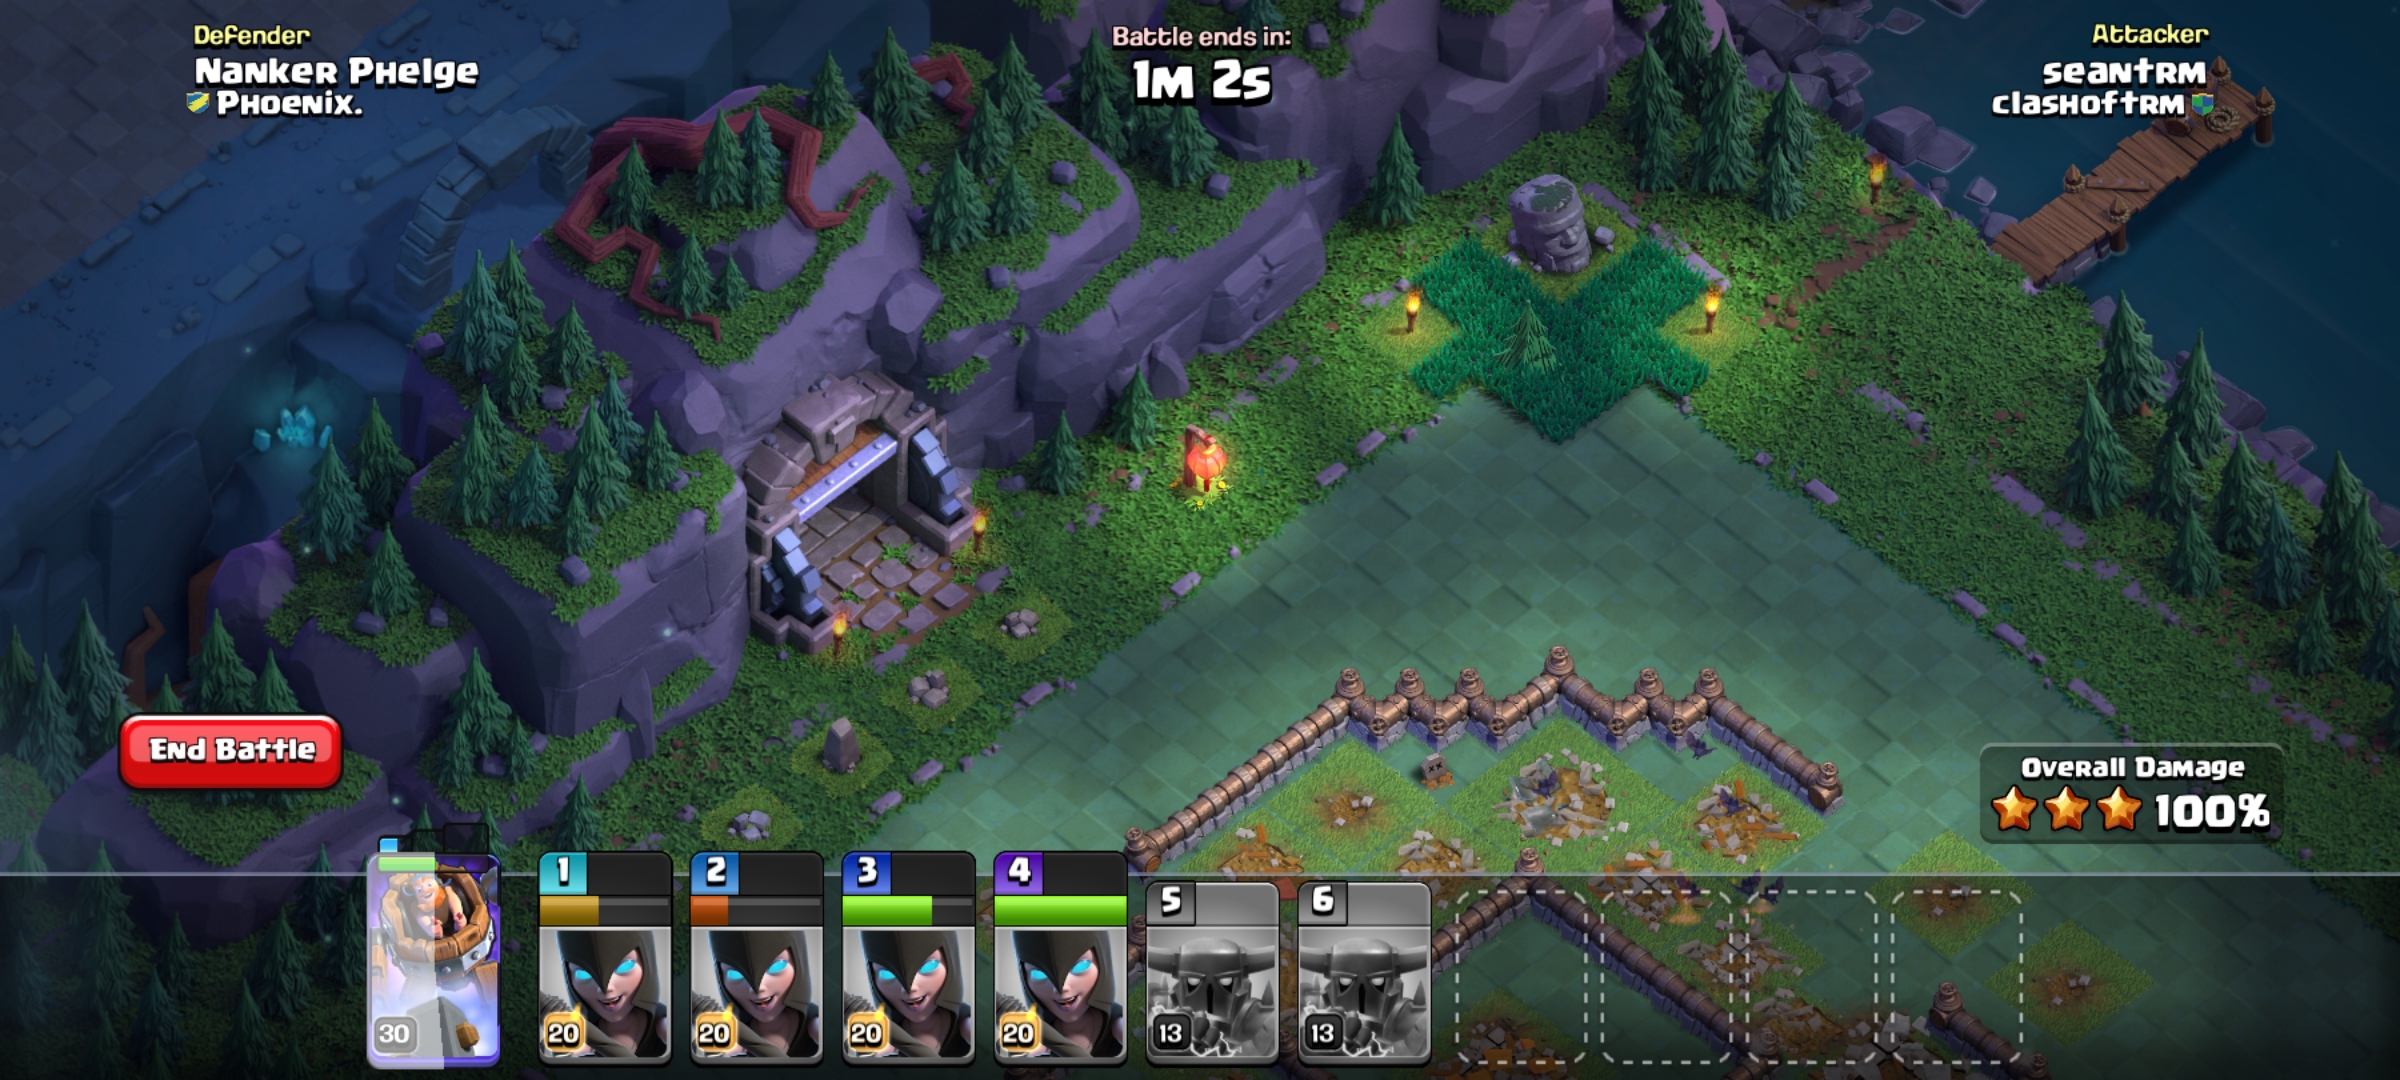 Defender
Nanker Phelge
Phoenix.
Battle ends in:
1M 2s
Attacker
seantrm
clashoftrm
End Battle
Overall Damage
100%
30
1
20
2
20
3
20
4
20
5
13
6
13